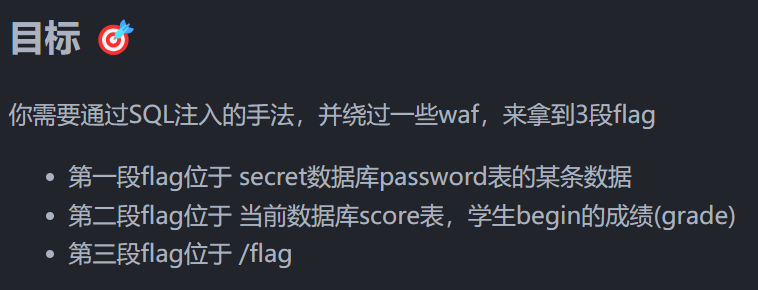 目标 🎯
你需要通过SQL注入的手法，并绕过一些waf，来拿到3段flag
• 第一段flag位于 secret数据库password表的某条数据
• 第二段flag位于 当前数据库score表，学生begin的成绩(grade)
• 第三段flag位于 /flag